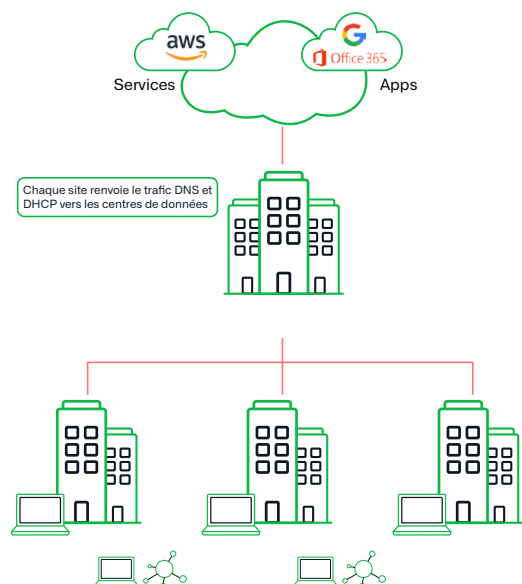 aws
G
Office 365
Services
Apps
Chaque site renvoie le trafic DNS et
DHCP vers les centres de données